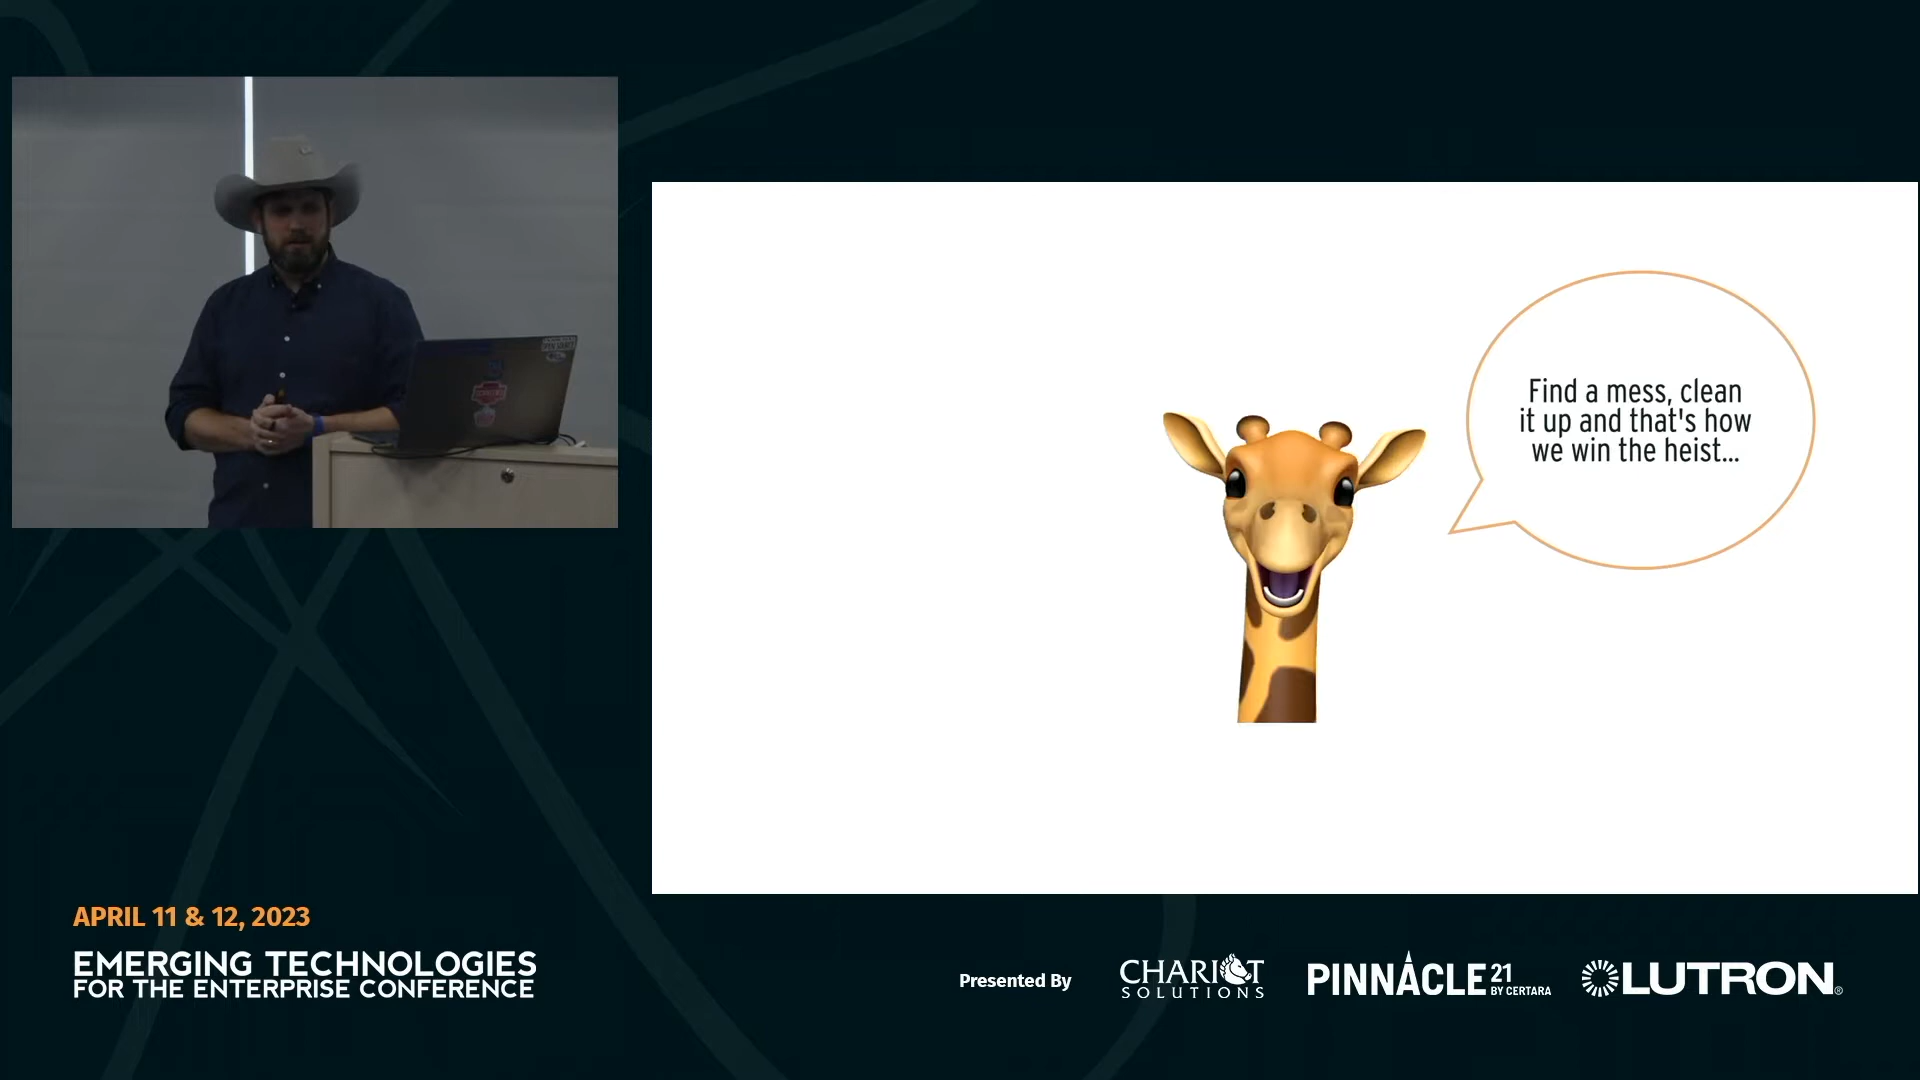 Find a mess, clean
it up and that's how
we win the heist...
APRIL 11 & 12, 2023
EMERGING TECHNOLOGIES
FOR THE ENTERPRISE CONFERENCE
Presented By
CHARIOT
SOLUTIONS
PINNACLE 21
BY CERTARA
LUTRON®